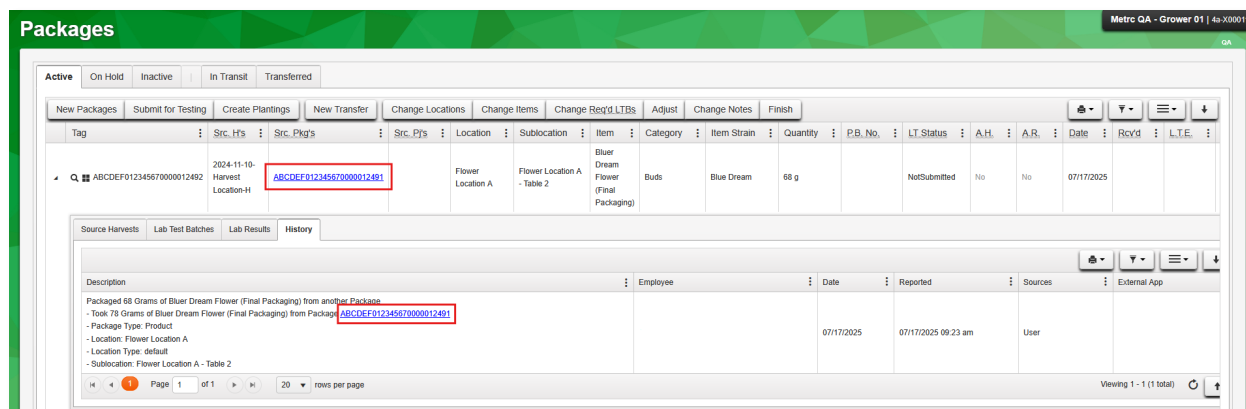 Metrc QA - Grower 01 | 4a-X0001
Packages
QA
Active On Hold Inactive | In Transit Transferred
New Packages Submit for Testing Create Plantings New Transfer Change Locations Change Items Change Req'd LTBs Adjust Change Notes Finish
Tag Src. H's Src. Pkg's Src. Pj's Location Sublocation Item Category Item Strain Quantity P.B. No. LT Status A.H. A.R. Date Rcv'd L.T.E.
ABCDEF012345670000012492 2024-11-10-Harvest Location-H ABCDEF012345670000012491 Flower Location A Flower Location A - Table 2 Bluer Dream Flower (Final Packaging) Buds Blue Dream 68 g NotSubmitted No No 07/17/2025
Source Harvests Lab Test Batches Lab Results History
Description Employee Date Reported Sources External App
Packaged 68 Grams of Bluer Dream Flower (Final Packaging) from another Package
- Took 78 Grams of Bluer Dream Flower (Final Packaging) from Package ABCDEF012345670000012491
- Package Type: Product
- Location: Flower Location A
- Location Type: default
- Sublocation: Flower Location A - Table 2
07/17/2025 07/17/2025 09:23 am User
1 Page 1 of 1 20 rows per page Viewing 1 - 1 (1 total)